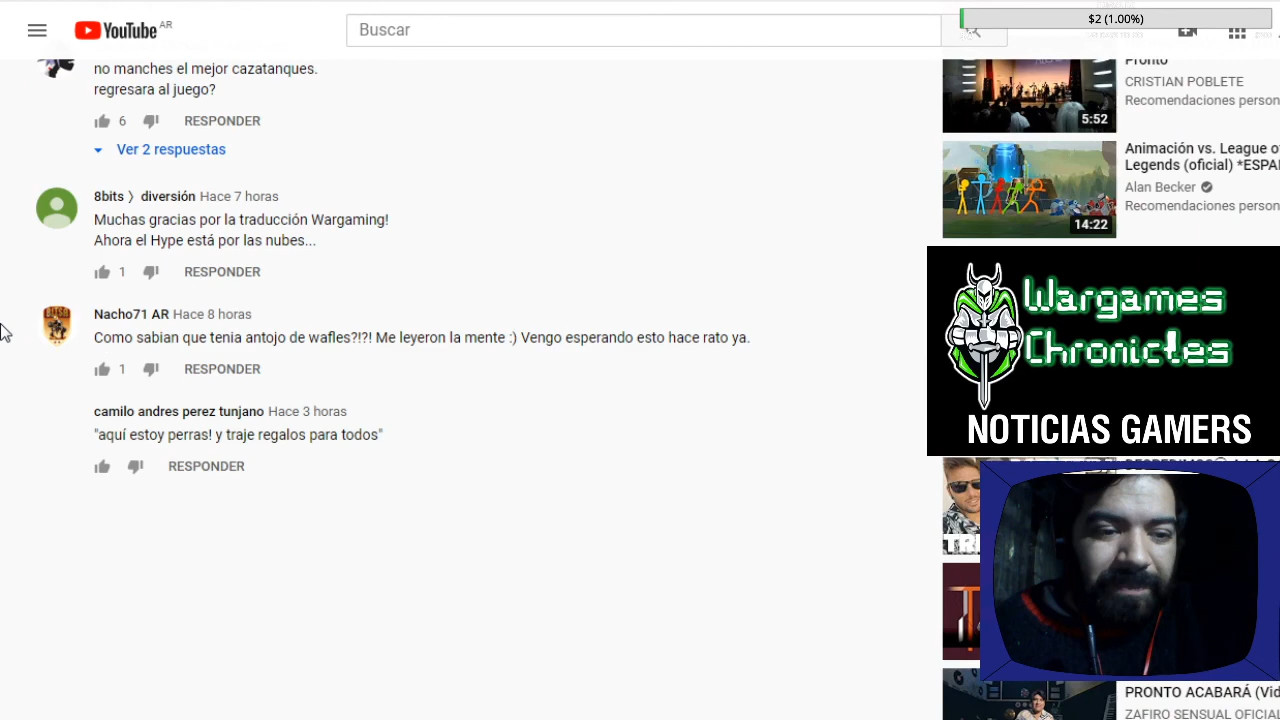 YouTube AR
Buscar
$2 (1.00%)
no manches el mejor cazatanques.
regresara al juego?
6 RESPONDER
Ver 2 respuestas
8bits 》 diversión Hace 7 horas
Muchas gracias por la traducción Wargaming!
Ahora el Hype está por las nubes...
1 RESPONDER
Nacho71 AR Hace 8 horas
Como sabian que tenia antojo de wafles?!?! Me leyeron la mente :) Vengo esperando esto hace rato ya.
1 RESPONDER
camilo andres perez tunjano Hace 3 horas
"aquí estoy perras! y traje regalos para todos"
RESPONDER
Pronto
CRISTIAN POBLETE
Recomendaciones person
5:52
Animación vs. League o
Legends (oficial) *ESPA
Alan Becker
Recomendaciones person
14:22
Wargames
Chronicles
NOTICIAS GAMERS
TR
PRONTO ACABARÁ (Vid
ZAFIRO SENSUAL OFICIAL